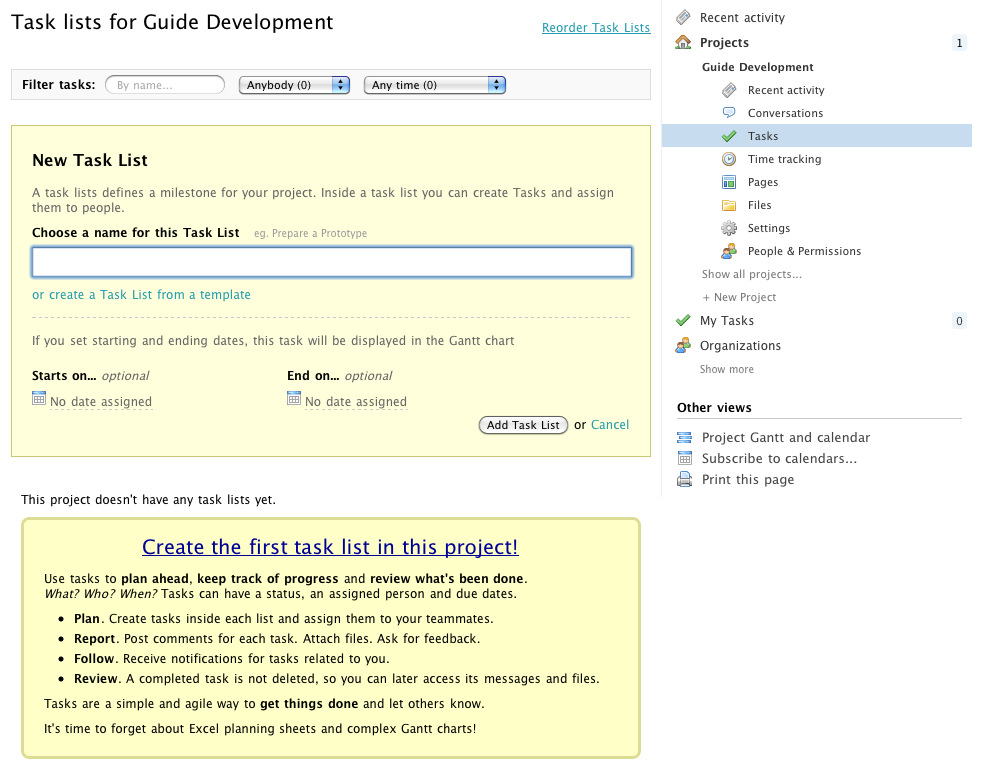 Task lists for Guide Development
Reorder Task Lists
Filter tasks: By name... Anybody (0) Any time (0)
New Task List
A task lists defines a milestone for your project. Inside a task list you can create Tasks and assign
them to people.
Choose a name for this Task List eg. Prepare a Prototype
or create a Task List from a template
If you set starting and ending dates, this task will be displayed in the Gantt chart
Starts on... optional End on... optional
No date assigned No date assigned
Add Task List or Cancel
This project doesn't have any task lists yet.
Create the first task list in this project!
Use tasks to plan ahead, keep track of progress and review what's been done.
What? Who? When? Tasks can have a status, an assigned person and due dates.
• Plan. Create tasks inside each list and assign them to your teammates.
• Report. Post comments for each task. Attach files. Ask for feedback.
• Follow. Receive notifications for tasks related to you.
• Review. A completed task is not deleted, so you can later access its messages and files.
Tasks are a simple and agile way to get things done and let others know.
It's time to forget about Excel planning sheets and complex Gantt charts!
Recent activity
Projects 1
Guide Development
Recent activity
Conversations
Tasks
Time tracking
Pages
Files
Settings
People & Permissions
Show all projects...
+ New Project
My Tasks 0
Organizations
Show more
Other views
Project Gantt and calendar
Subscribe to calendars...
Print this page